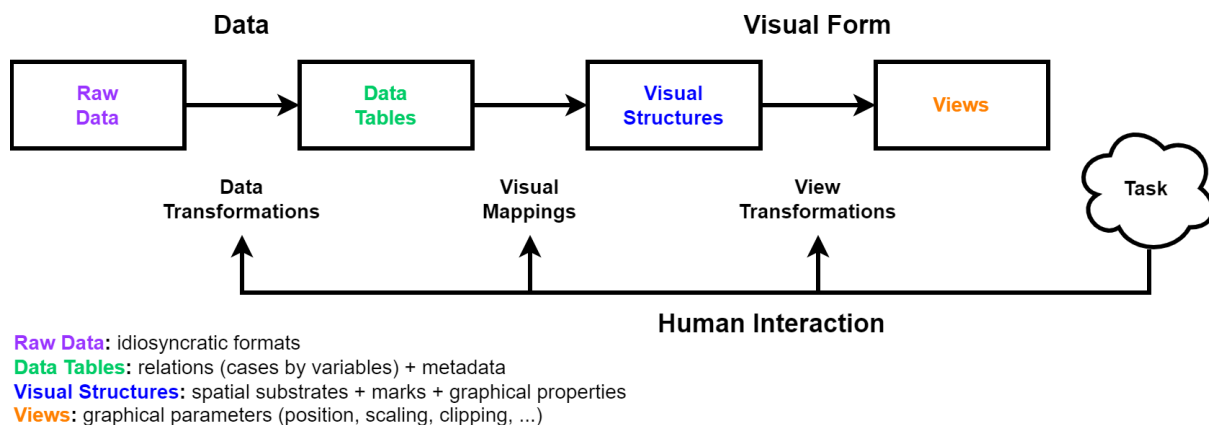 Data
Visual Form
Raw
Data
Data
Tables
Visual
Structures
Views
Data
Transformations
Visual
Mappings
View
Transformations
Task
Human Interaction
Raw Data: idiosyncratic formats
Data Tables: relations (cases by variables) + metadata
Visual Structures: spatial substrates + marks + graphical properties
Views: graphical parameters (position, scaling, clipping, ...)